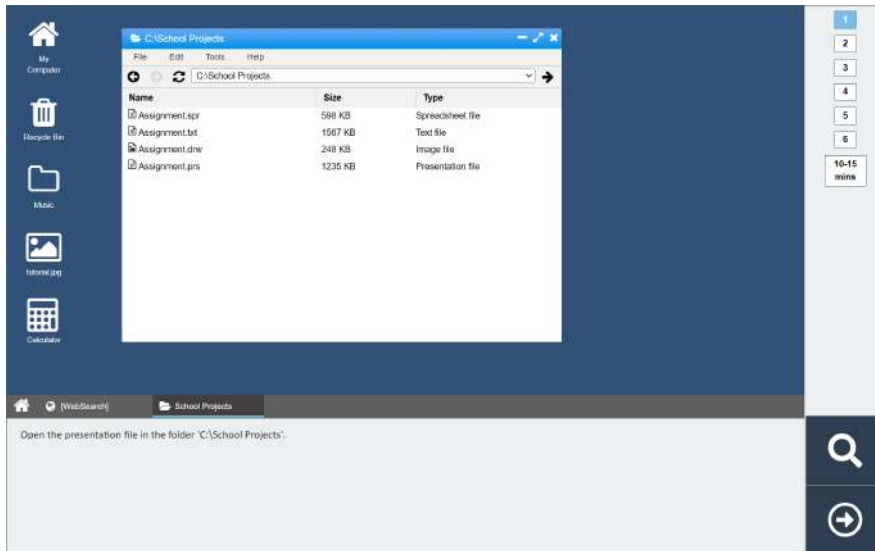 My
Computer
Recycle Bin
Music
tutorial.jpg
Calculator
C:\School Projects
File Edit Tools Help
C:\School Projects
Name Size Type
Assignment.spr 598 KB Spreadsheet file
Assignment.txt 1567 KB Text file
Assignment.drw 248 KB Image file
Assignment.prs 1235 KB Presentation file
[WebSearch] School Projects
Open the presentation file in the folder 'C:\School Projects'.
1
2
3
4
5
6
10-15
mins